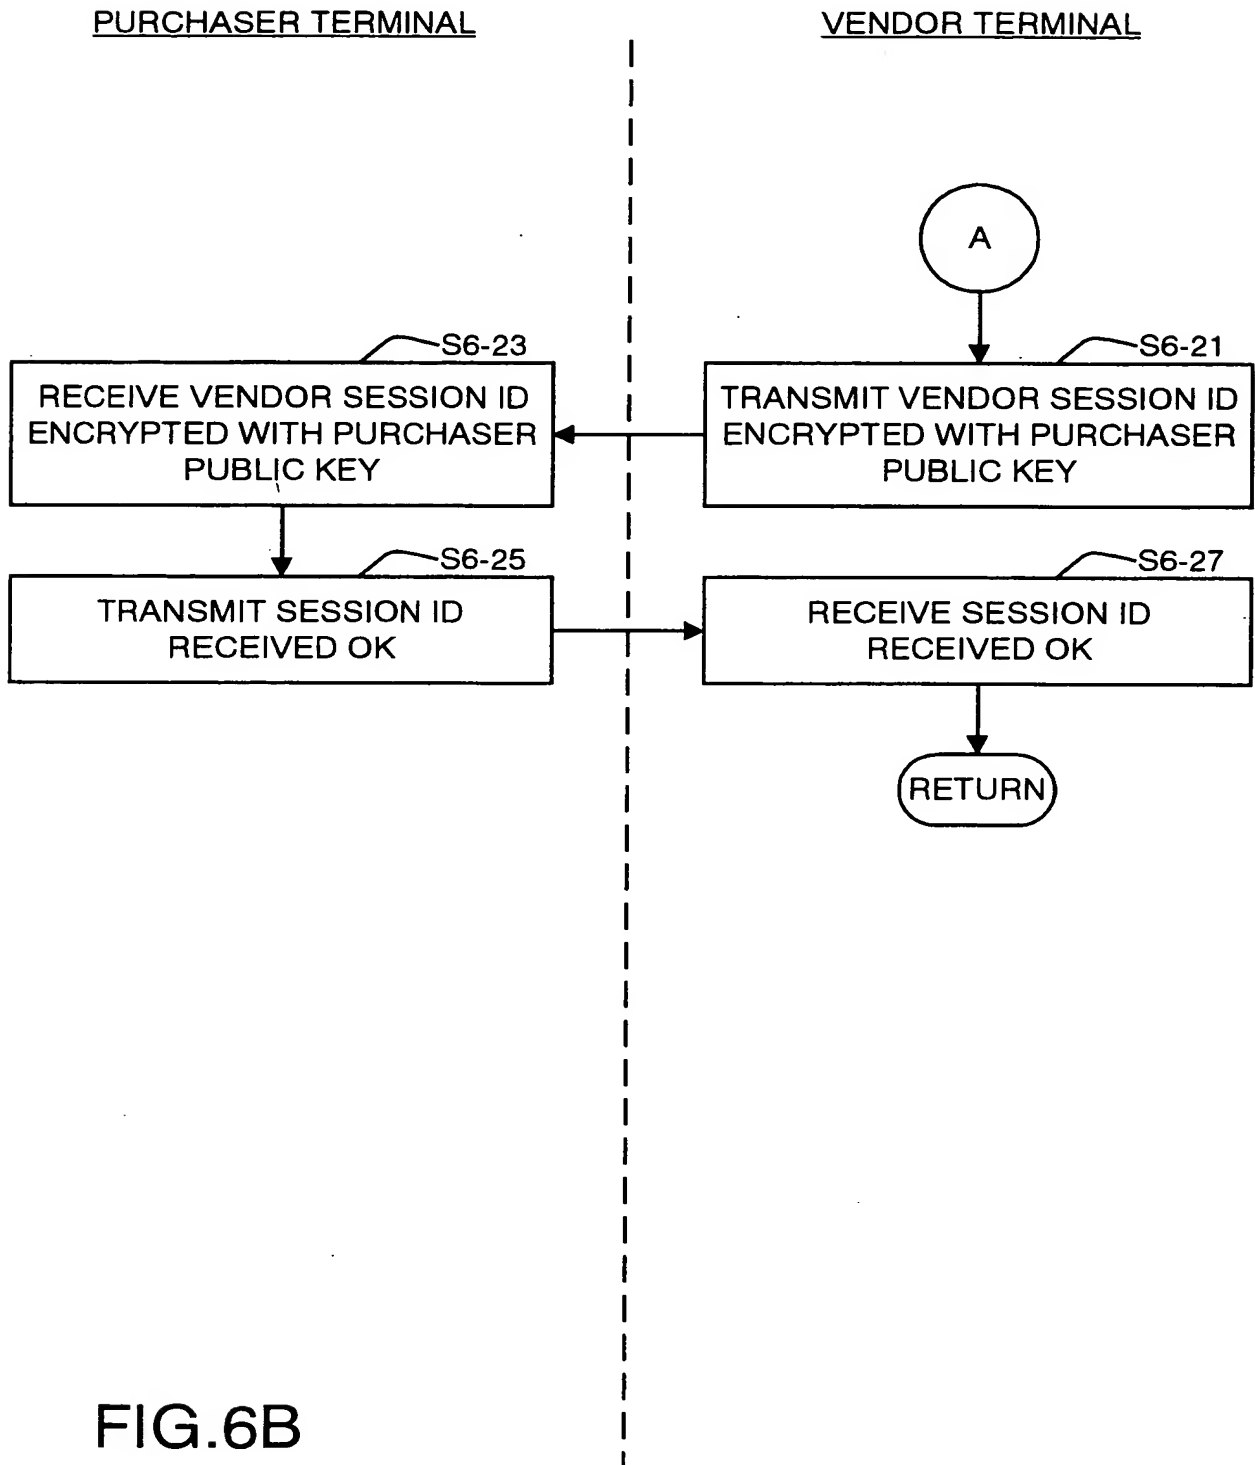 PURCHASER TERMINAL
VENDOR TERMINAL
A
S6-23
RECEIVE VENDOR SESSION ID
ENCRYPTED WITH PURCHASER
PUBLIC KEY
S6-21
TRANSMIT VENDOR SESSION ID
ENCRYPTED WITH PURCHASER
PUBLIC KEY
S6-25
TRANSMIT SESSION ID
RECEIVED OK
S6-27
RECEIVE SESSION ID
RECEIVED OK
RETURN
FIG.6B